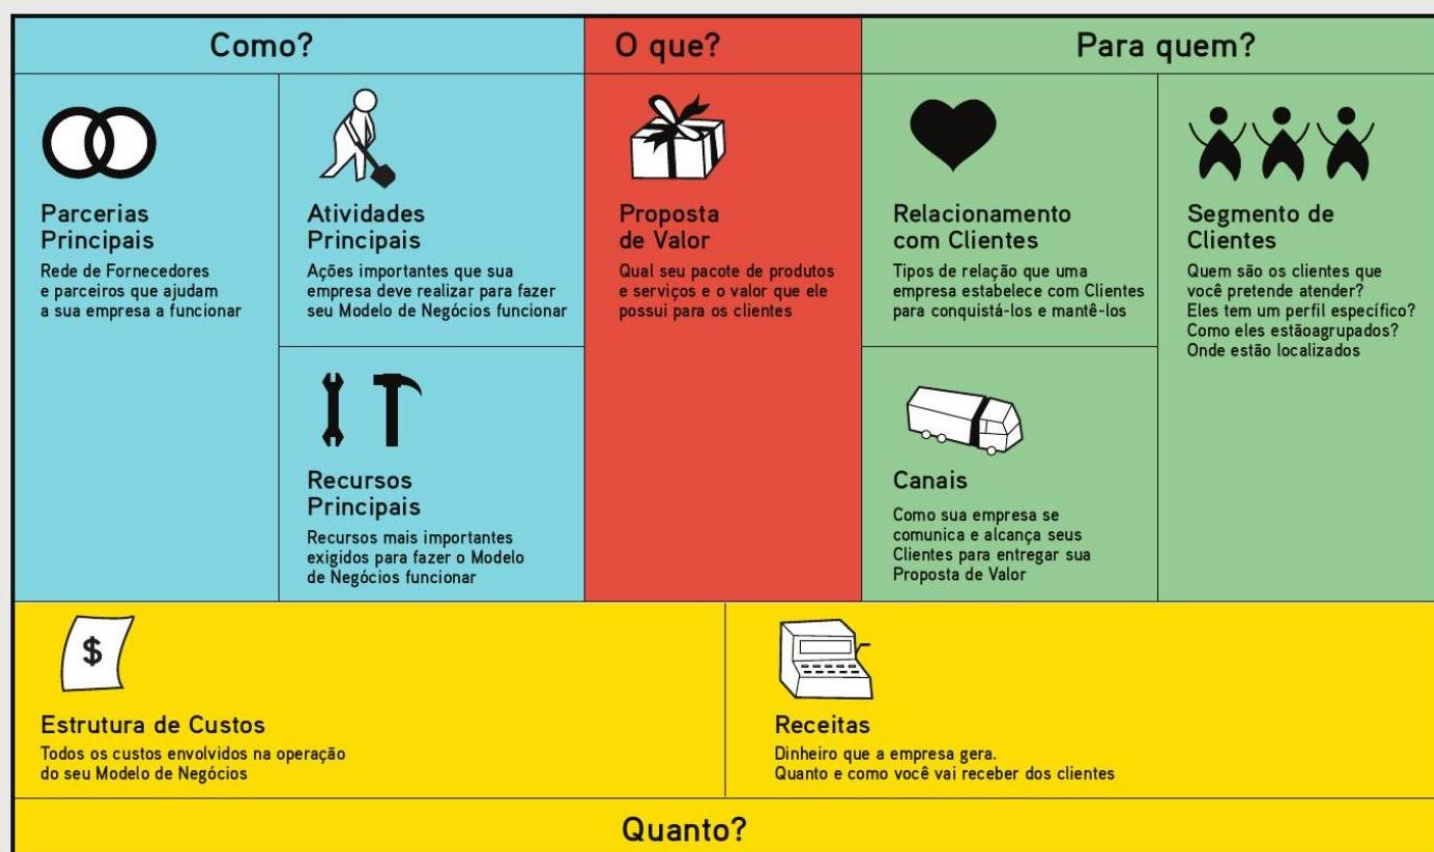 Como?
O que?
Para quem?
Parcerias
Principais
Rede de Fornecedores
e parceiros que ajudam
a sua empresa a funcionar
Atividades
Principais
Ações importantes que sua
empresa deve realizar para fazer
seu Modelo de Negócios funcionar
Recursos
Principais
Recursos mais importantes
exigidos para fazer o Modelo
de Negócios funcionar
Proposta
de Valor
Qual seu pacote de produtos
e serviços e o valor que ele
possui para os clientes
Relacionamento
com Clientes
Tipos de relação que uma
empresa estabelece com Clientes
para conquistá-los e mantê-los
Canais
Como sua empresa se
comunica e alcança seus
Clientes para entregar sua
Proposta de Valor
Segmento de
Clientes
Quem são os clientes que
você pretende atender?
Eles tem um perfil específico?
Como eles estãoagrupados?
Onde estão localizados
$
Estrutura de Custos
Todos os custos envolvidos na operação
do seu Modelo de Negócios
Receitas
Dinheiro que a empresa gera.
Quanto e como você vai receber dos clientes
Quanto?